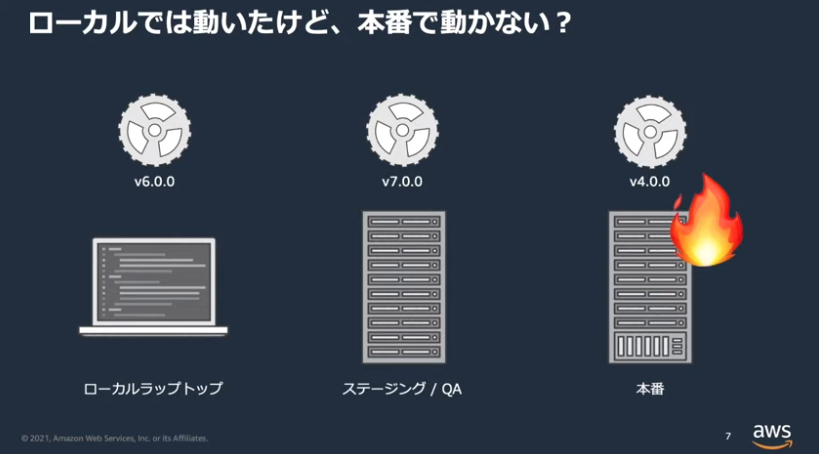 ローカルでは動いたけど、本番で動かない？
v6.0.0
v7.0.0
v4.0.0
ローカルラップトップ
ステージング / QA
本番
© 2021, Amazon Web Services, Inc. or its Affiliates.
7
aws